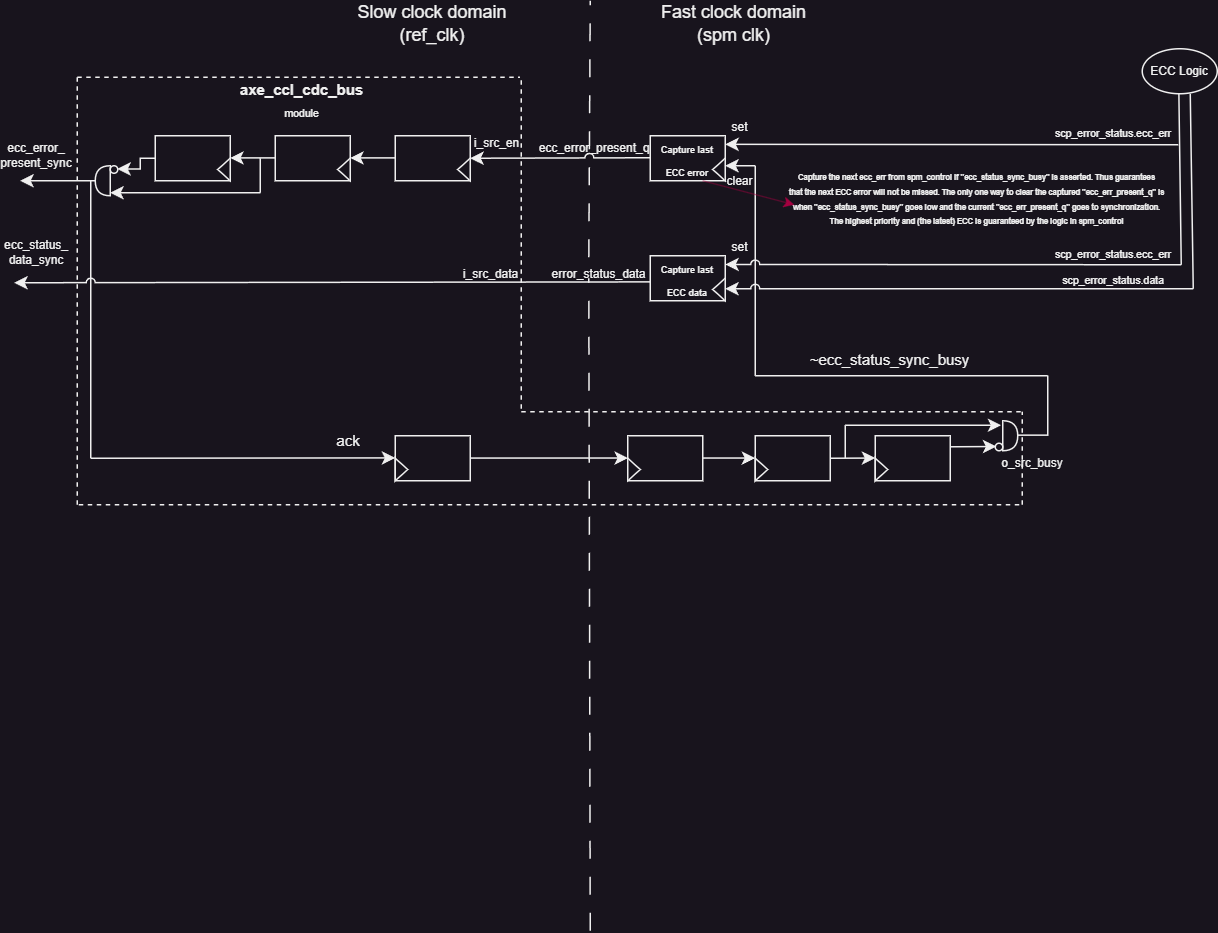 Slow clock domain
(ref_clk)
Fast clock domain
(spm clk)
ECC Logic
axe_ccl_cdc_bus
module
ecc_error_
present_sync
i_src_en
ecc_error_present_q
Capture last
ECC error
set
clear
scp_error_status.ecc_err
Capture the next ecc_err from spm_control if "ecc_status_sync_busy" is asserted. Thus guarantees
that the next ECC error will not be missed. The only one way to clear the captured "ecc_err_present_q" is
when "ecc_status_sync_busy" goes low and the current "ecc_err_present_q" goes to synchronization.
The highest priority and (the latest) ECC is guaranteed by the logic in spm_control
ecc_status_
data_sync
i_src_data
error_status_data
Capture last
ECC data
set
scp_error_status.ecc_err
scp_error_status.data
~ecc_status_sync_busy
ack
o_src_busy